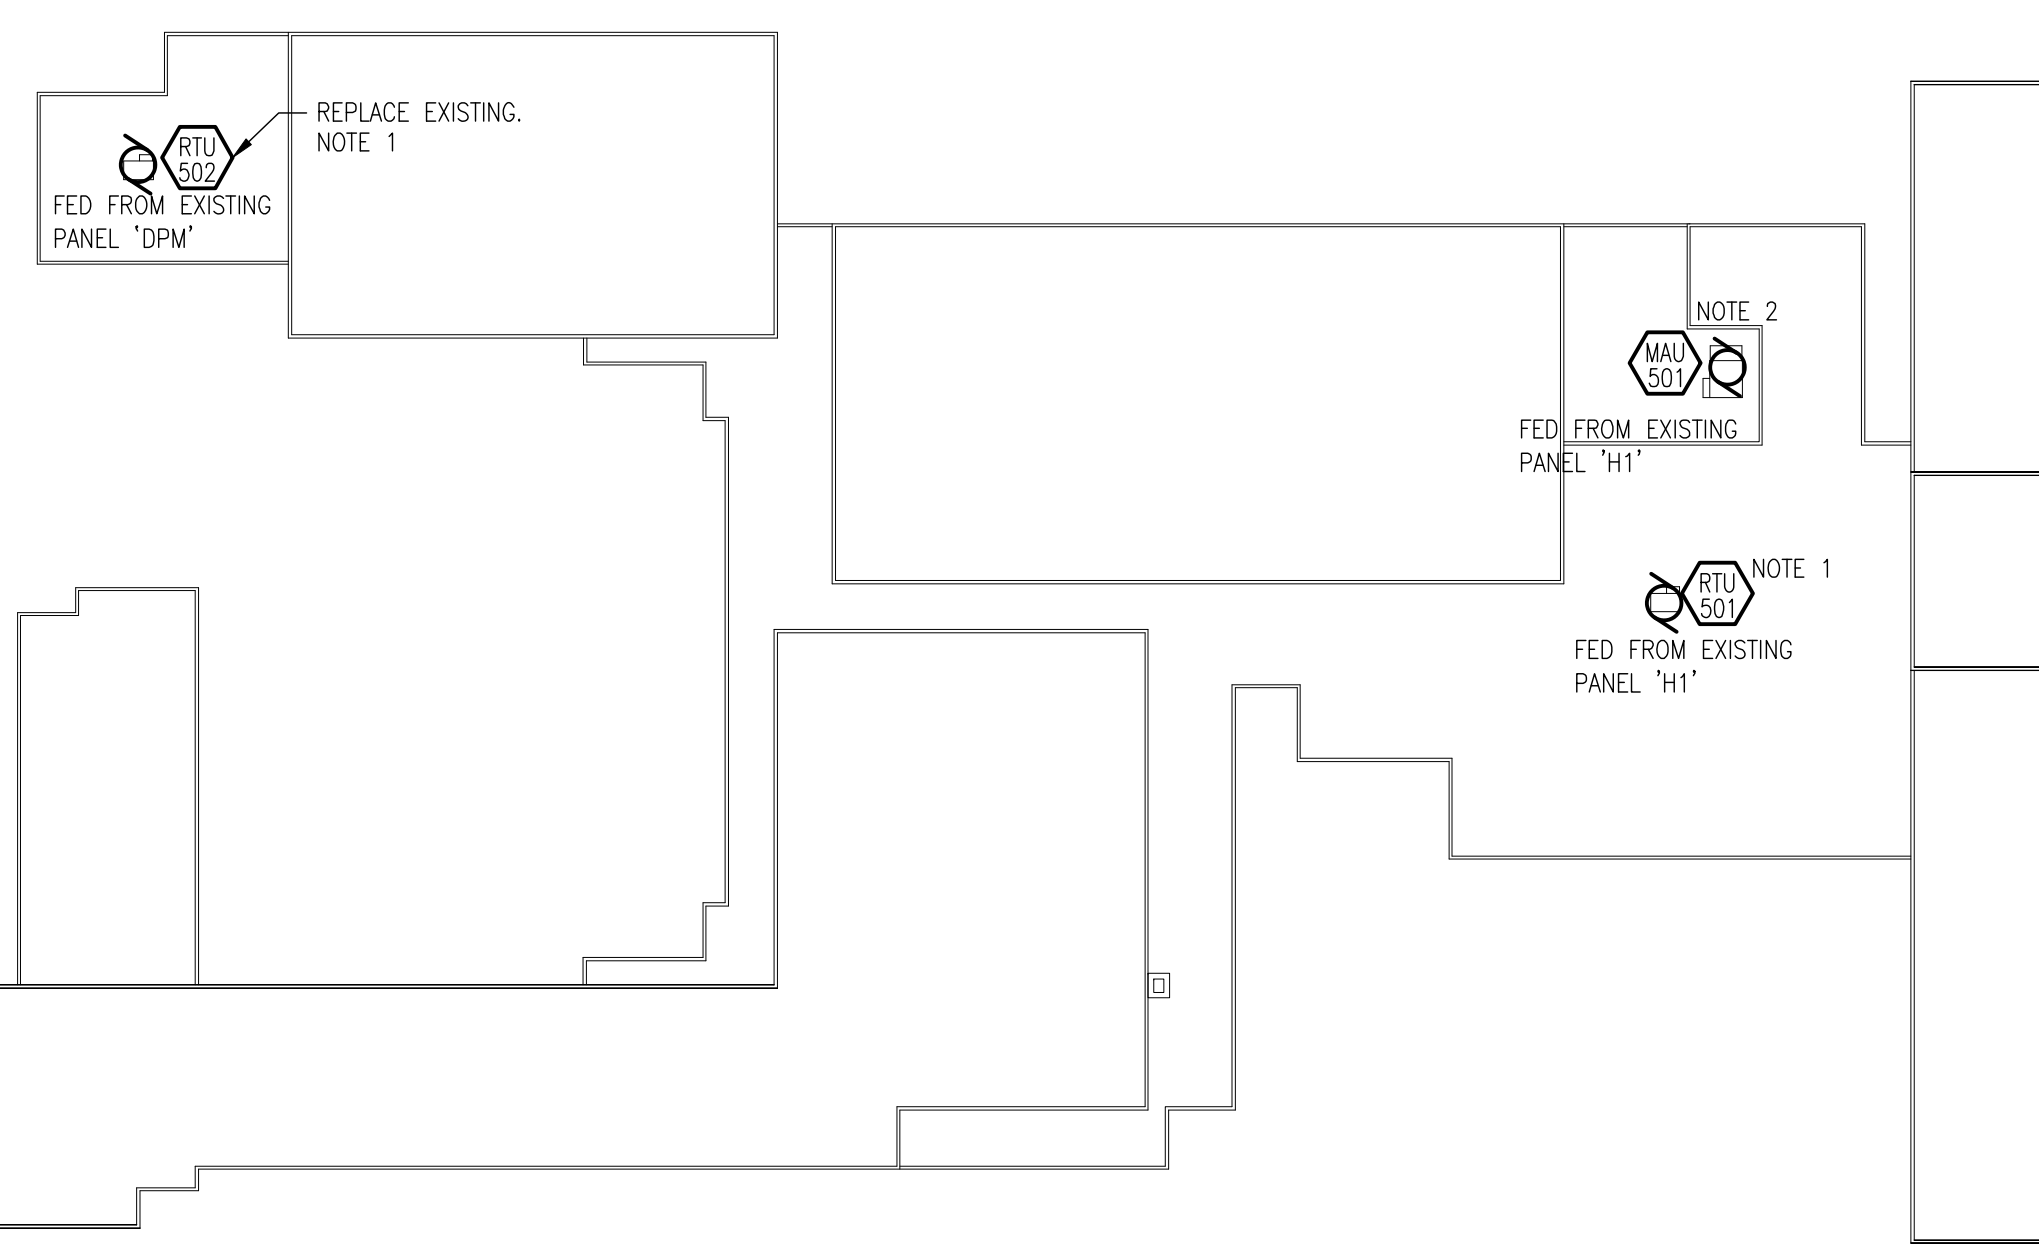 REPLACE EXISTING.
NOTE 1
RTU
502
FED FROM EXISTING
PANEL 'DPM'
NOTE 2
MAU
501
FED FROM EXISTING
PANEL 'H1'
RTU
501
NOTE 1
FED FROM EXISTING
PANEL 'H1'